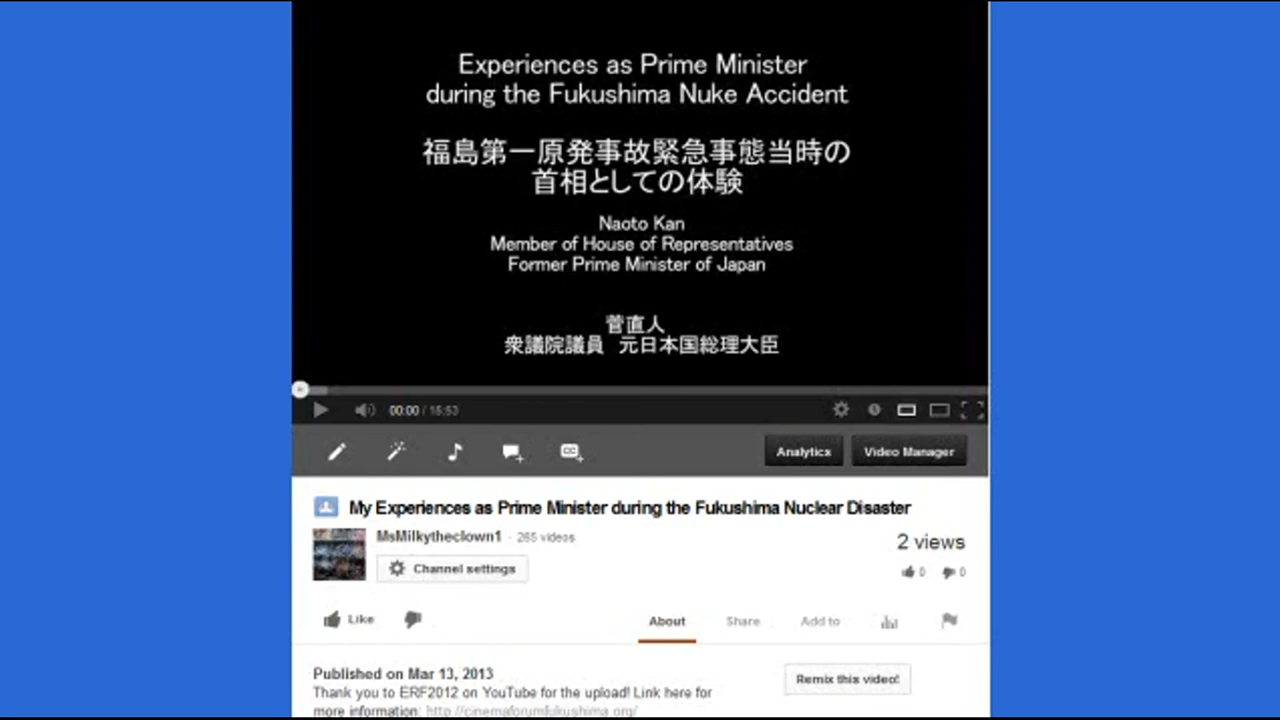 Experiences as Prime Minister
during the Fukushima Nuke Accident
福島第一原発事故緊急事態当時の
首相としての体験
Naoto Kan
Member of House of Representatives
Former Prime Minister of Japan
菅直人
衆議院議員 元日本国総理大臣
00:00 / 15:53
Analytics Video Manager
My Experiences as Prime Minister during the Fukushima Nuclear Disaster
MsMilkytheclown1 · 265 videos
2 views
Channel settings
0 0
Like
About Share Add to
Published on Mar 13, 2013
Remix this video!
Thank you to ERF2012 on YouTube for the upload! Link here for
more information: http://cinemaforumfukushima.org/